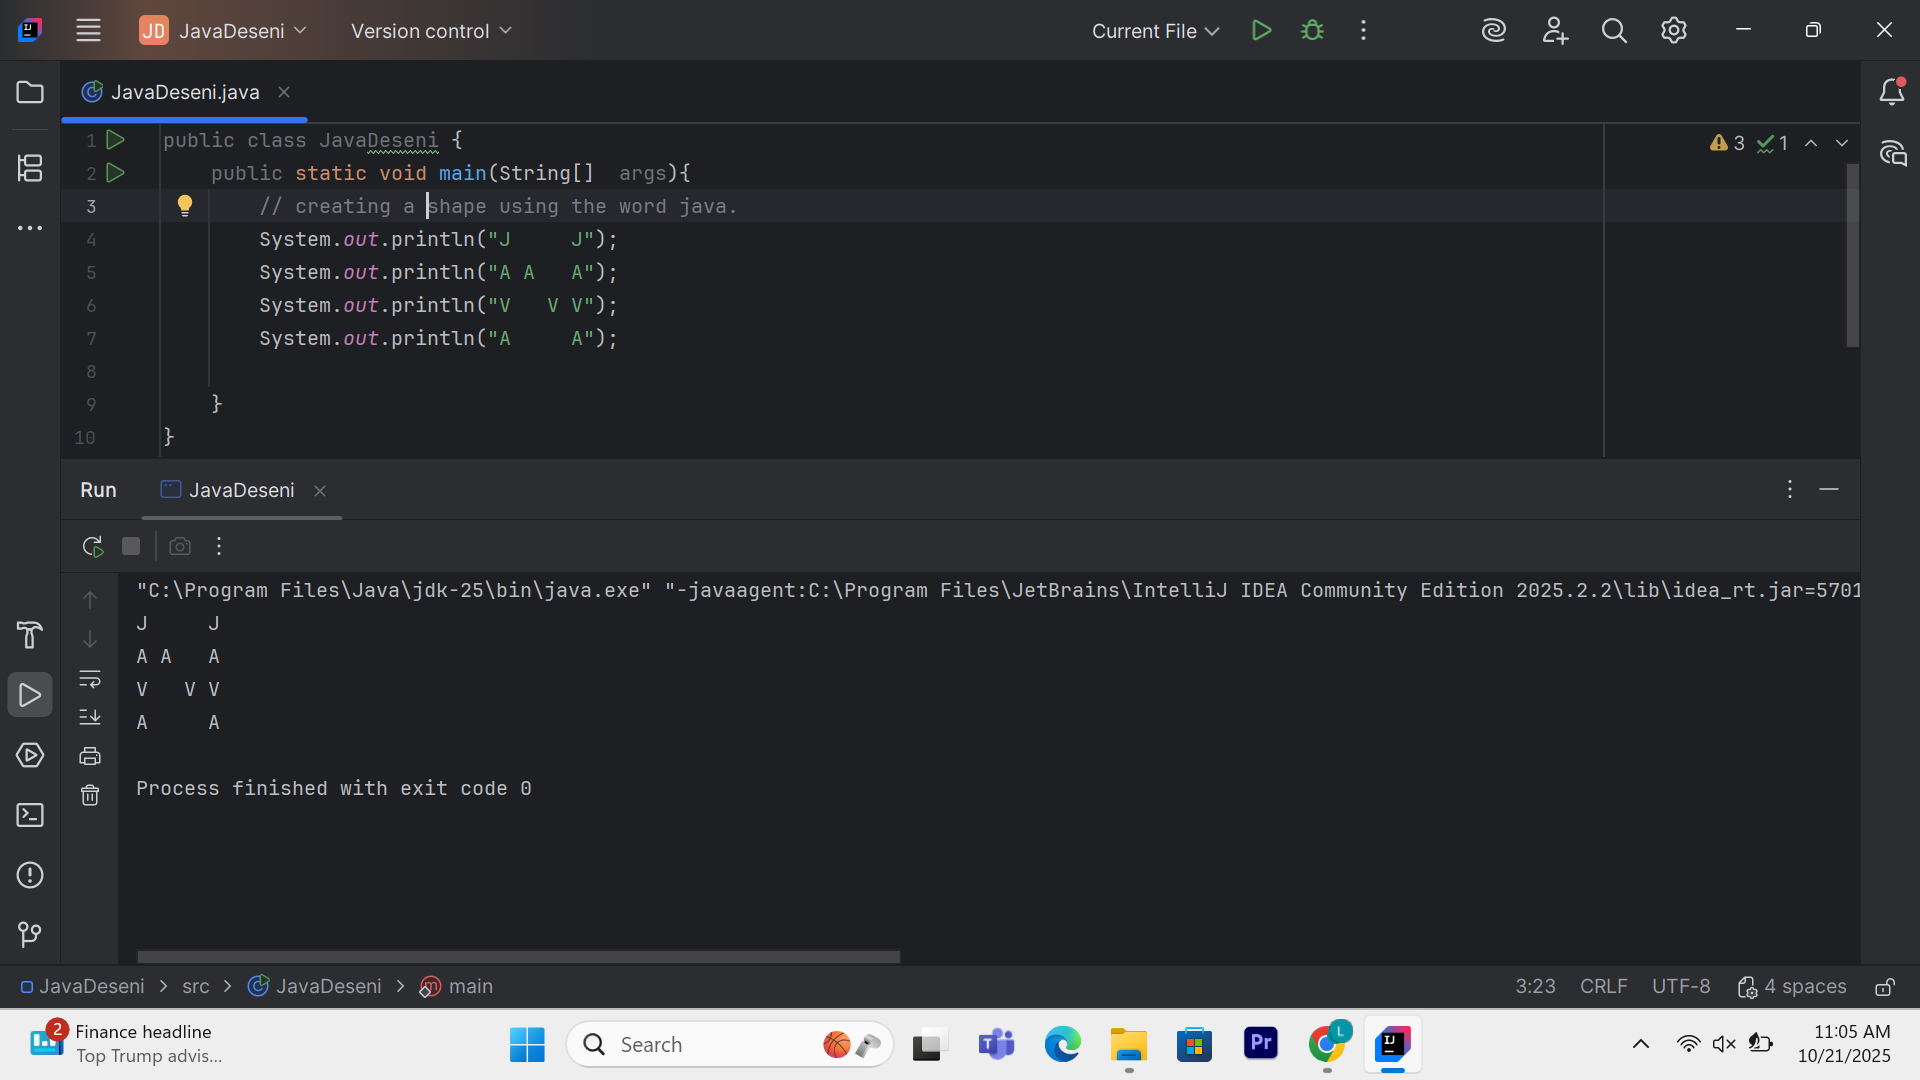 JD JavaDeseni Version control Current File
JavaDeseni.java
1 public class JavaDeseni {
2     public static void main(String[]  args){
3         // creating a shape using the word java.
4         System.out.println("J     J");
5         System.out.println("A A   A");
6         System.out.println("V   V V");
7         System.out.println("A     A");
8
9     }
10 }
3 1
Run JavaDeseni
"C:\Program Files\Java\jdk-25\bin\java.exe" "-javaagent:C:\Program Files\JetBrains\IntelliJ IDEA Community Edition 2025.2.2\lib\idea_rt.jar=5701
J     J
A A   A
V   V V
A     A
Process finished with exit code 0
JavaDeseni > src > JavaDeseni > main 3:23 CRLF UTF-8 4 spaces
2 Finance headline
Top Trump advis...
Search
Pr
L
11:05 AM
10/21/2025